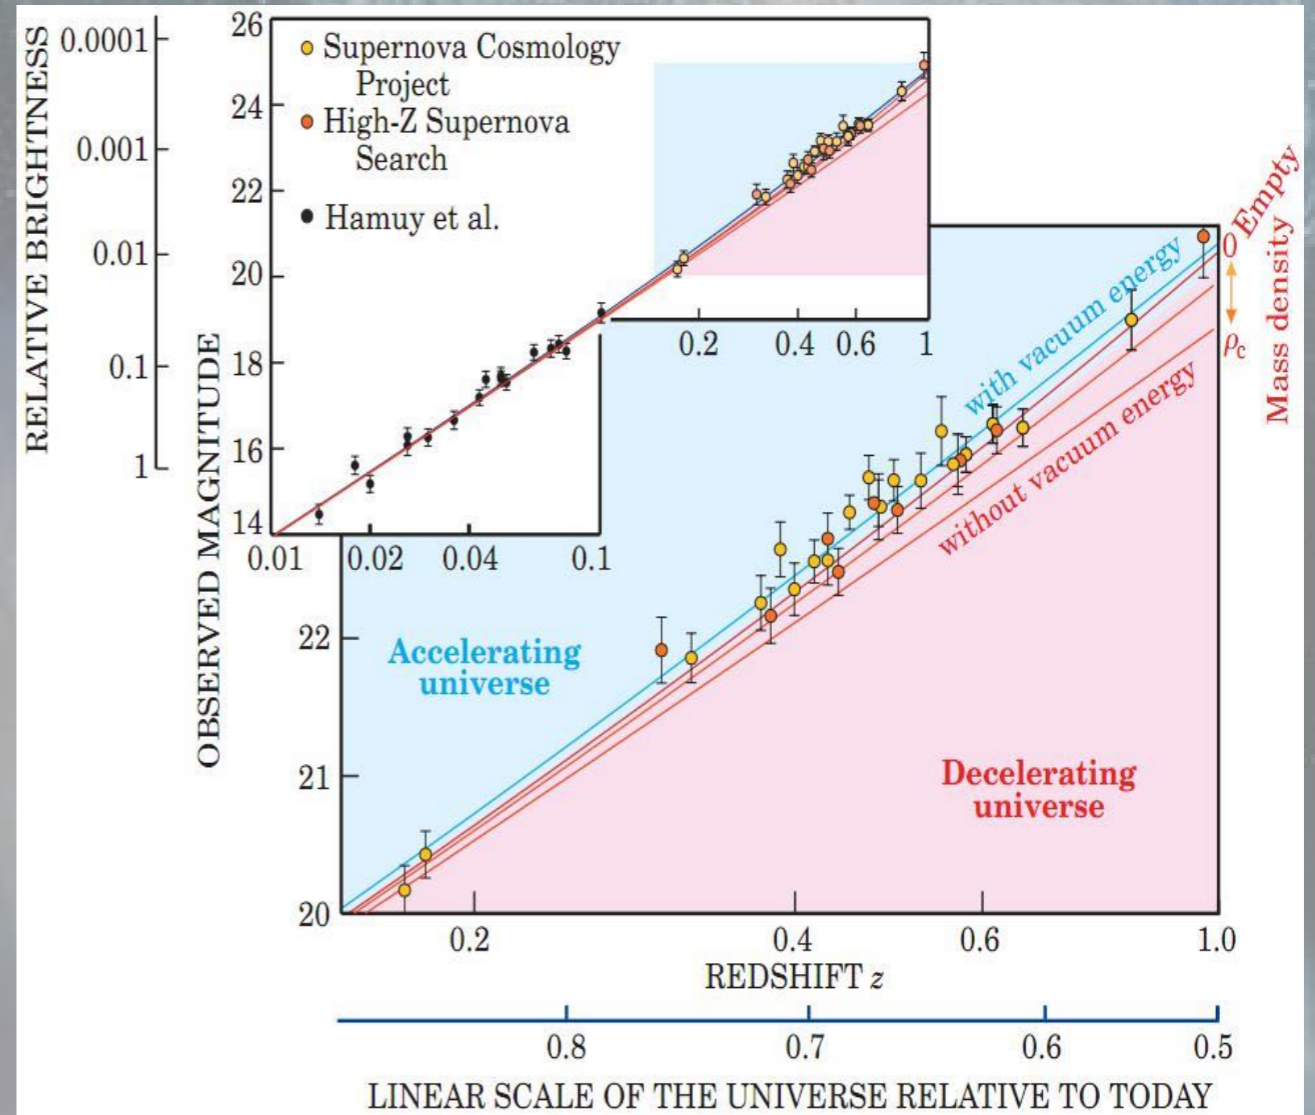 RELATIVE BRIGHTNESS
0.0001
0.001
0.01
0.1
1
OBSERVED MAGNITUDE
26
24
22
20
18
16
14
Supernova Cosmology
Project
High-Z Supernova
Search
Hamuy et al.
0.01
0.02
0.04
0.1
0.2
0.4
0.6
1
with vacuum energy
without vacuum energy
0 Empty
ρc
Mass density
Accelerating
universe
Decelerating
universe
22
21
20
0.2
0.4
0.6
1.0
REDSHIFT z
0.8
0.7
0.6
0.5
LINEAR SCALE OF THE UNIVERSE RELATIVE TO TODAY